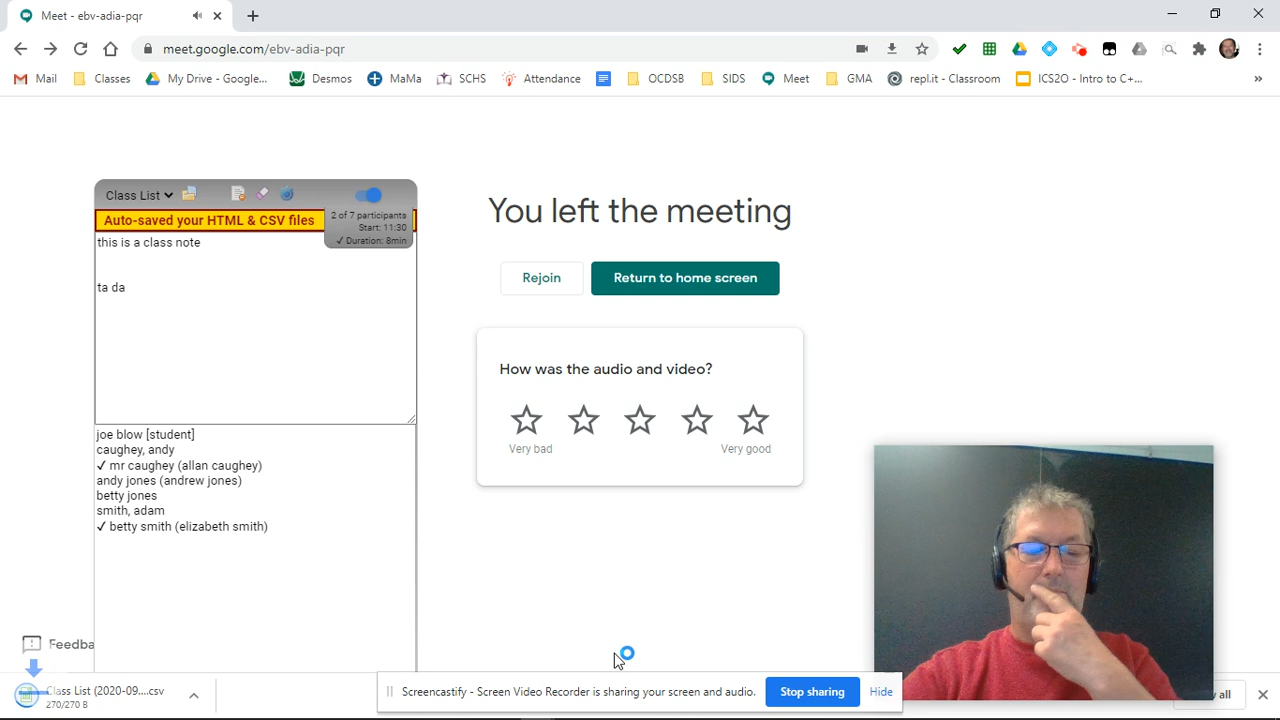 Meet - ebv-adia-pqr
meet.google.com/ebv-adia-pqr
Mail Classes My Drive - Google... Desmos MaMa SCHS Attendance OCDSB SIDS Meet GMA repl.it - Classroom ICS2O - Intro to C+... »
Class List
Auto-saved your HTML & CSV files
2 of 7 participants
Start: 11:30
✓ Duration: 8min
this is a class note
ta da
joe blow [student]
caughey, andy
✓ mr caughey (allan caughey)
andy jones (andrew jones)
betty jones
smith, adam
✓ betty smith (elizabeth smith)
You left the meeting
Rejoin Return to home screen
How was the audio and video?
Very bad Very good
Feedba
Class List (2020-09....csv
270/270 B
Screencastify - Screen Video Recorder is sharing your screen and audio. Stop sharing Hide
all